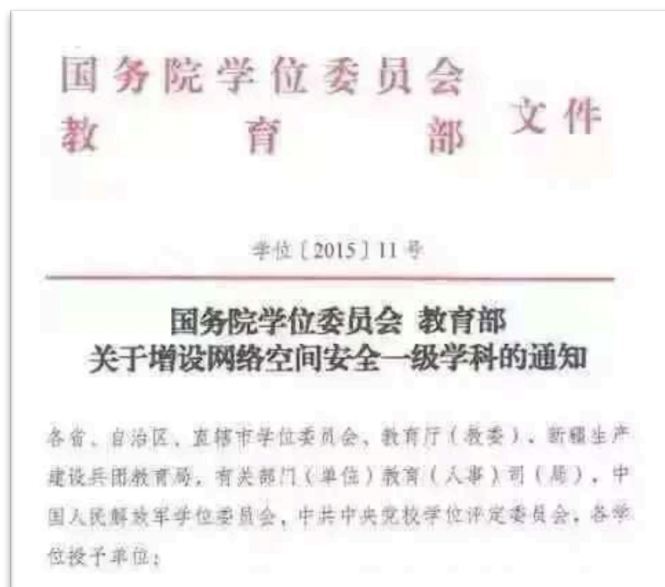 国务院学位委员会
教育部 文件
学位〔2015〕11号
国务院学位委员会 教育部
关于增设网络空间安全一级学科的通知
各省、自治区、直辖市学位委员会、教育厅（教委），新疆生产
建设兵团教育局，有关部门（单位）教育（人事）司（局），中
国人民解放军学位委员会，中共中央党校学位评定委员会，各学
位授予单位：